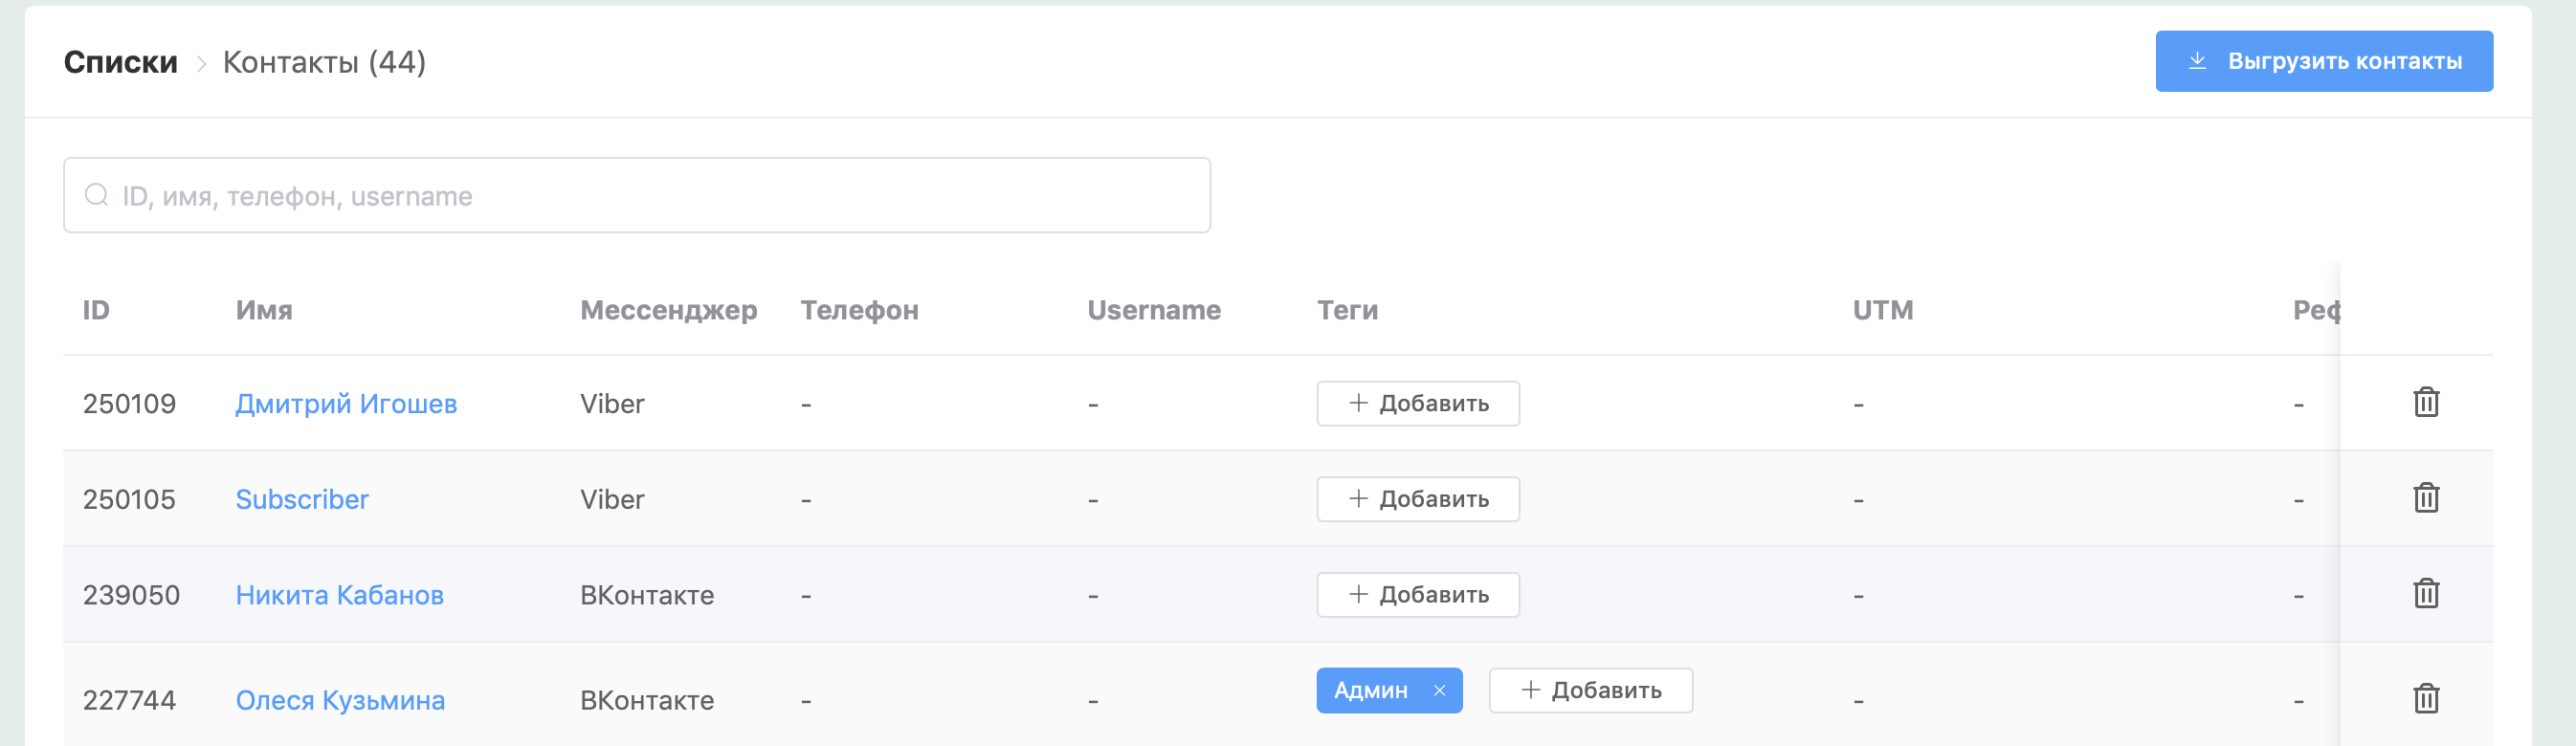 Списки > Контакты (44)
Выгрузить контакты
ID, имя, телефон, username
ID Имя Мессенджер Телефон Username Теги UTM Реф
250109 Дмитрий Игошев Viber - - + Добавить - -
250105 Subscriber Viber - - + Добавить - -
239050 Никита Кабанов ВКонтакте - - + Добавить - -
227744 Олеся Кузьмина ВКонтакте - - Админ × + Добавить - -